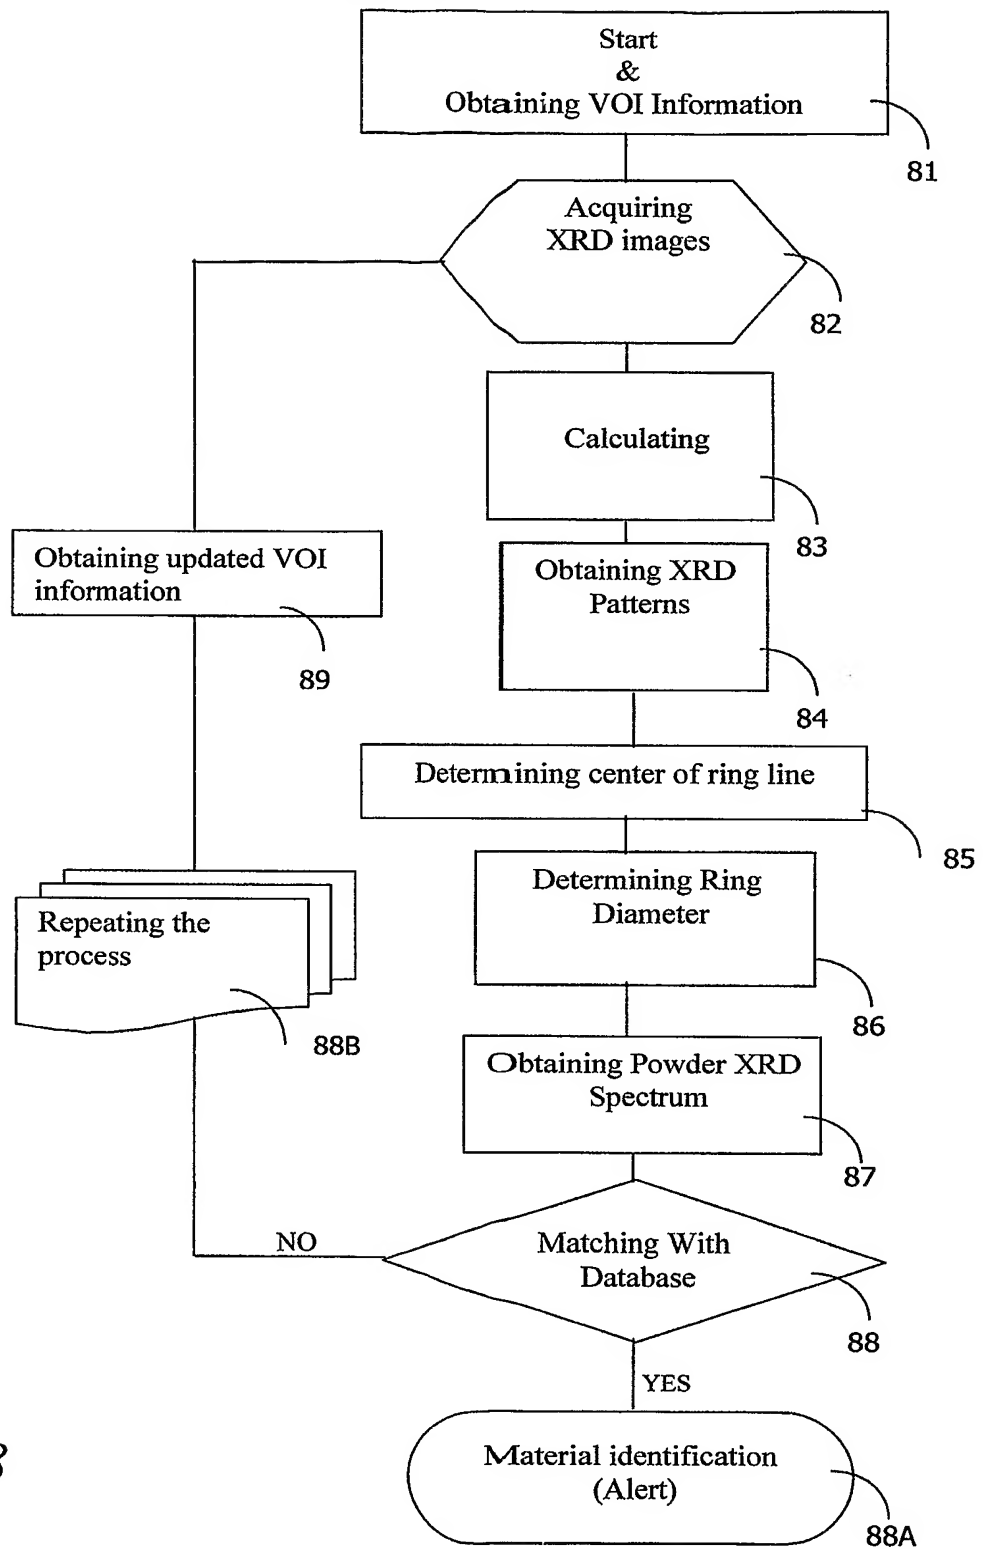 Start
&
Obtaining VOI Information
81
Acquiring
XRD images
82
Calculating
83
Obtaining updated VOI
information
89
Obtaining XRD
Patterns
84
Determining center of ring line
85
Determining Ring
Diameter
86
Repeating the
process
88B
Obtaining Powder XRD
Spectrum
87
NO
Matching With
Database
88
YES
Material identification
(Alert)
88A